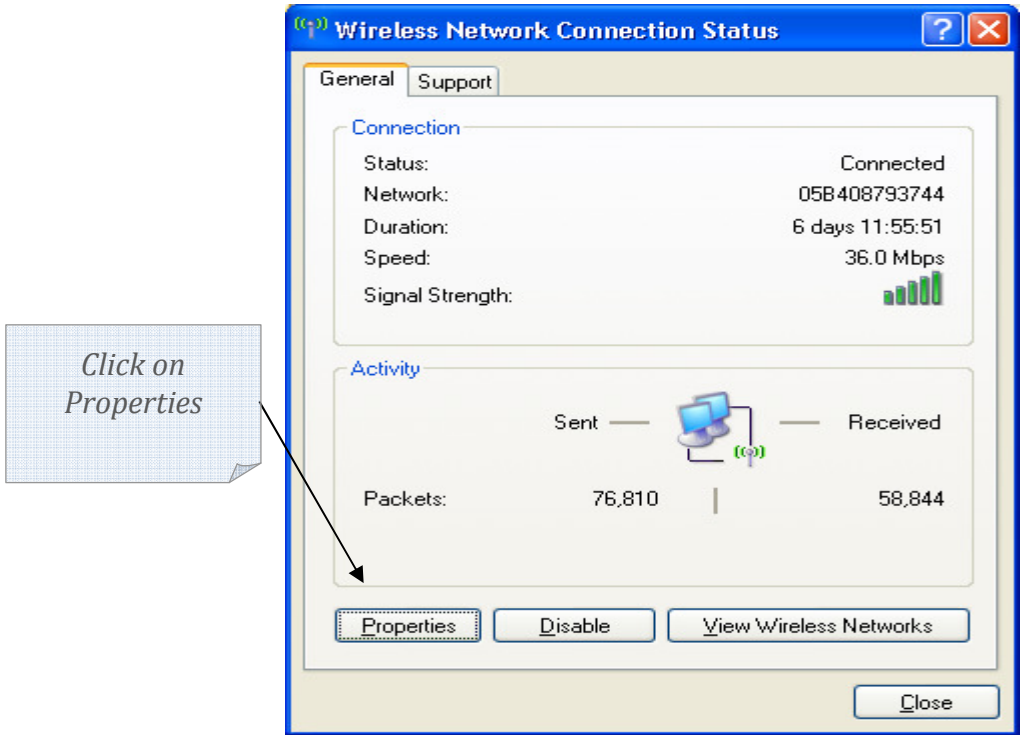 Wireless Network Connection Status
General Support
Connection
Status: Connected
Network: 05B408793744
Duration: 6 days 11:55:51
Speed: 36.0 Mbps
Signal Strength:
Click on
Properties
Activity
Sent Received
Packets: 76,810 58,844
Properties Disable View Wireless Networks
Close